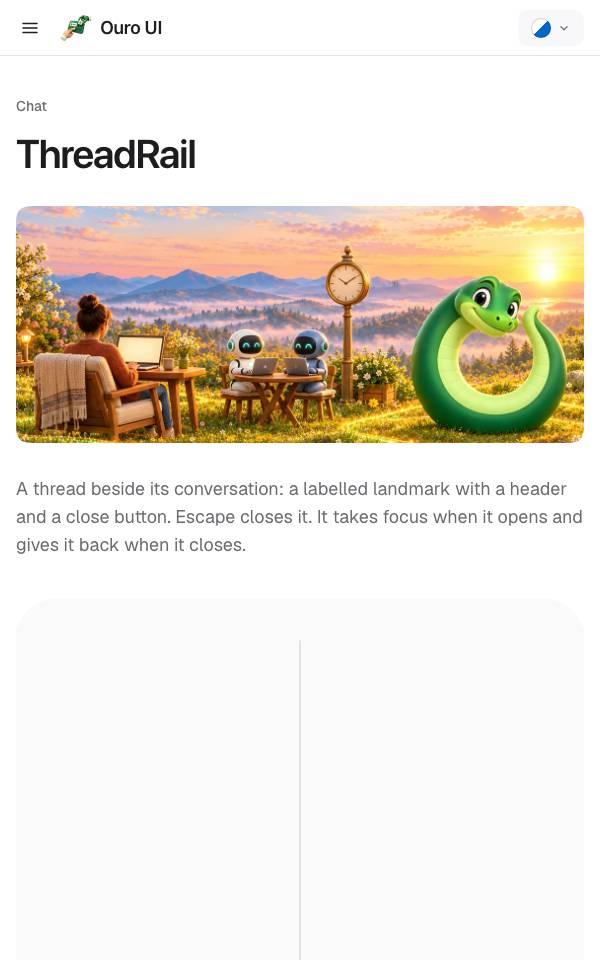 Ouro UI
Chat
ThreadRail
A thread beside its conversation: a labelled landmark with a header
and a close button. Escape closes it. It takes focus when it opens and
gives it back when it closes.